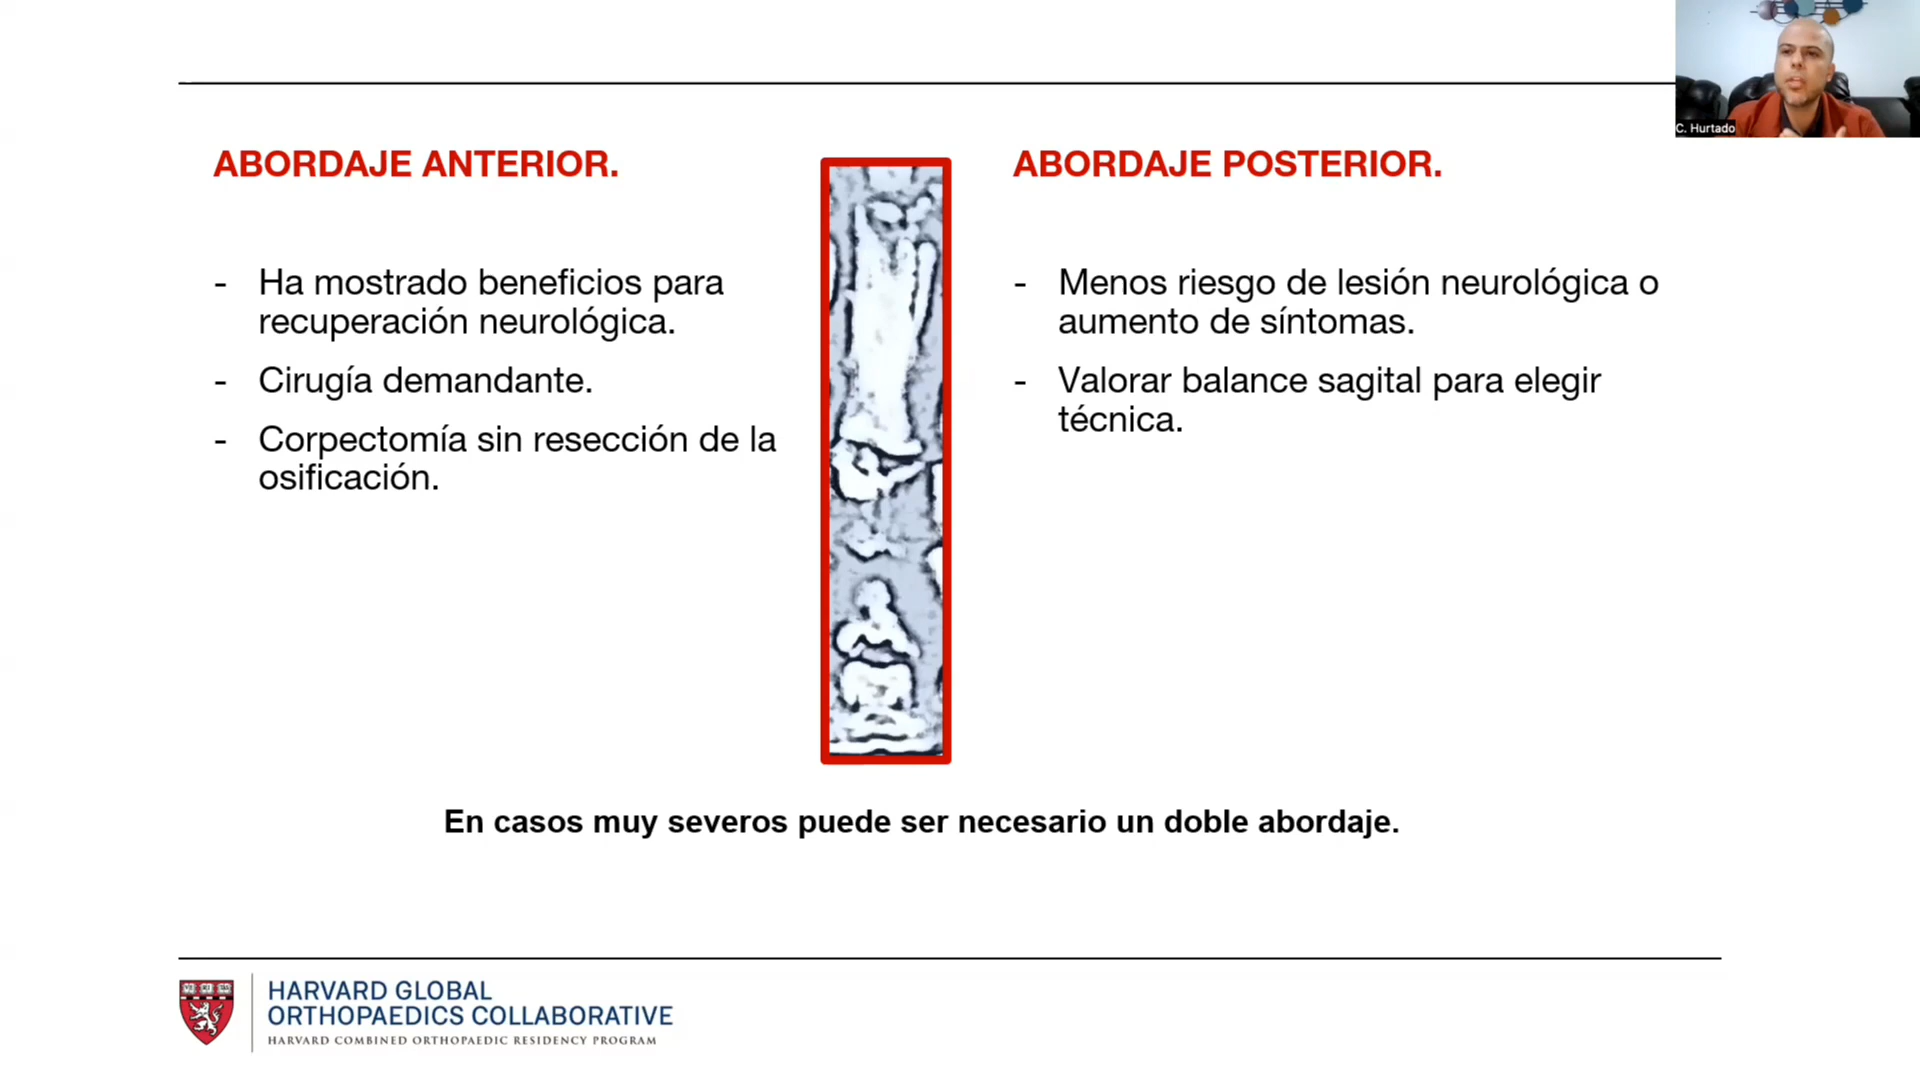 C. Hurtado
ABORDAJE ANTERIOR.
- Ha mostrado beneficios para
recuperación neurológica.
- Cirugía demandante.
- Corpectomía sin resección de la
osificación.
ABORDAJE POSTERIOR.
- Menos riesgo de lesión neurológica o
aumento de síntomas.
- Valorar balance sagital para elegir
técnica.
En casos muy severos puede ser necesario un doble abordaje.
HARVARD GLOBAL
ORTHOPAEDICS COLLABORATIVE
HARVARD COMBINED ORTHOPAEDIC RESIDENCY PROGRAM